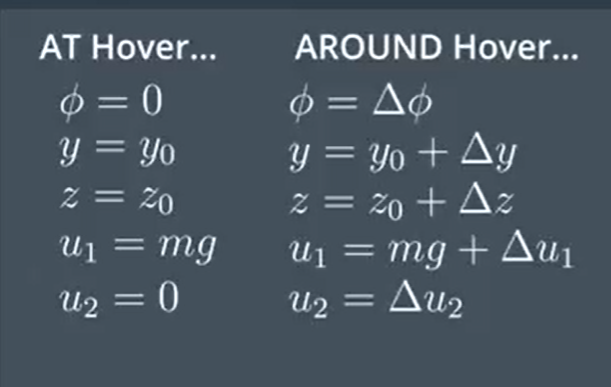 AT Hover... AROUND Hover...
ϕ = 0 ϕ = Δϕ
y = y₀ y = y₀ + Δy
z = z₀ z = z₀ + Δz
u₁ = mg u₁ = mg + Δu₁
u₂ = 0 u₂ = Δu₂